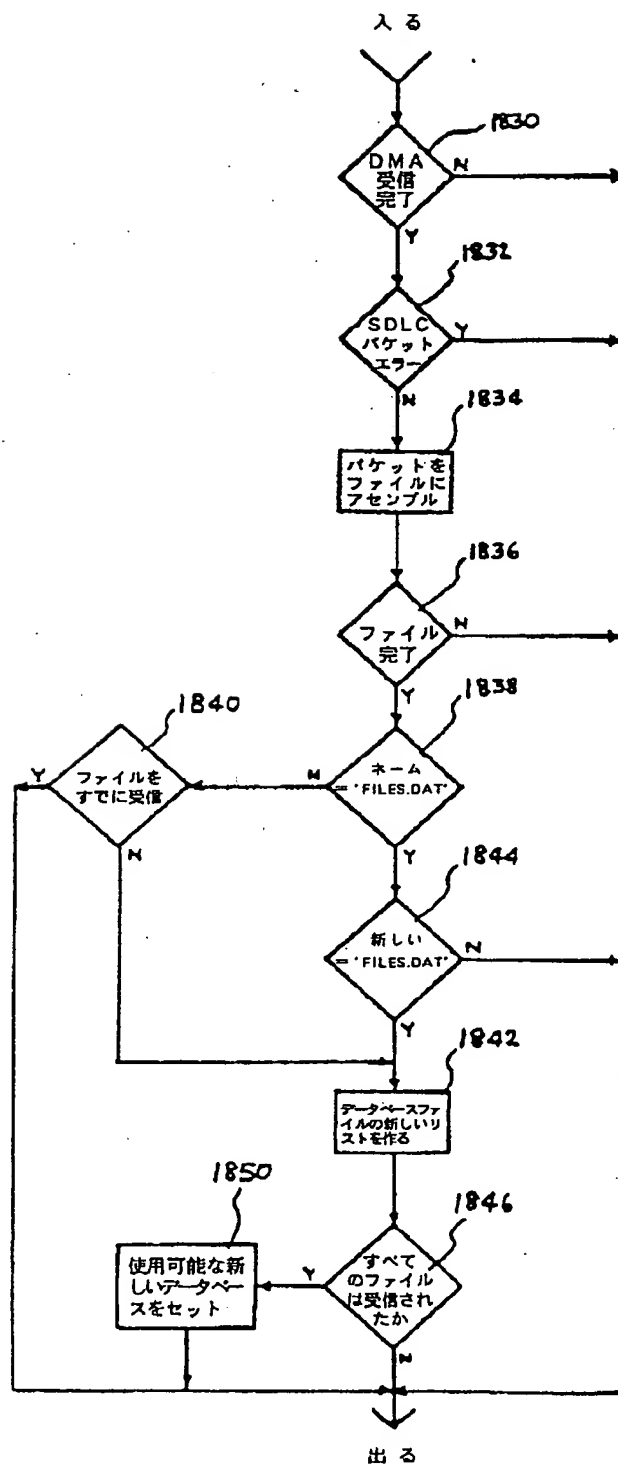 入る
1830
DMA
受信
完了
N
Y
1832
SDLC
パケット
エラー
Y
N
1834
パケットを
ファイルに
アセンブル
1836
ファイル
完了
N
Y
1838
ネーム
="FILES.DAT"
N
Y
1840
ファイルを
すでに受信
Y
N
1844
新しい
="FILES.DAT"
N
Y
1842
データベースファ
イルの新しいリス
トを作る
1846
すべて
のファイル
は受信され
たか
Y
N
1850
使用可能な新
しいデータベー
スをセット
出る